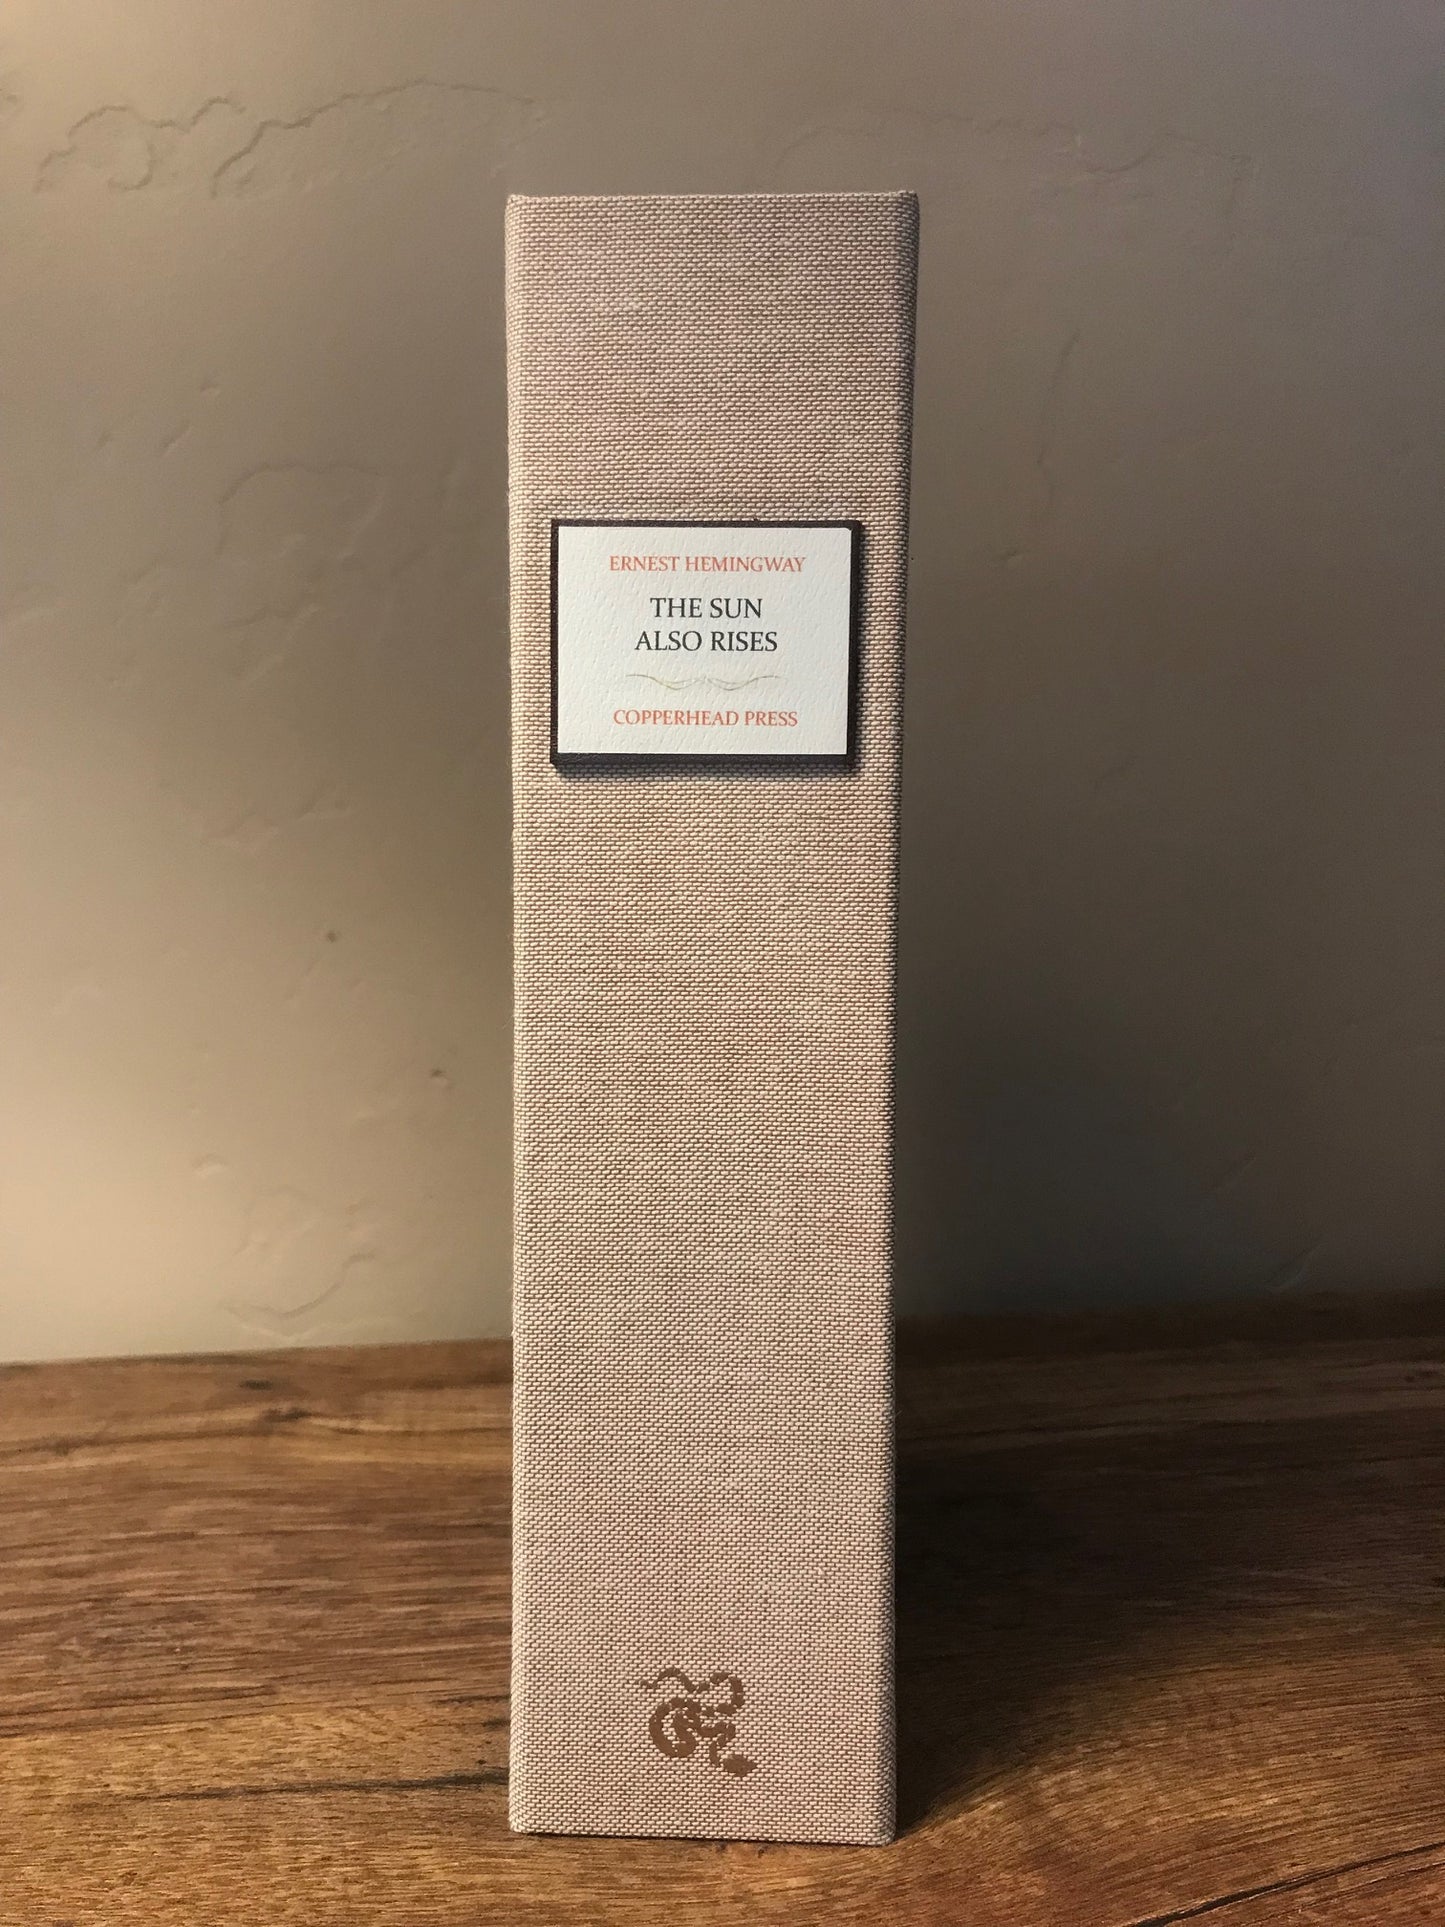 ERNEST HEMINGWAY
THE SUN
ALSO RISES
COPPERHEAD PRESS